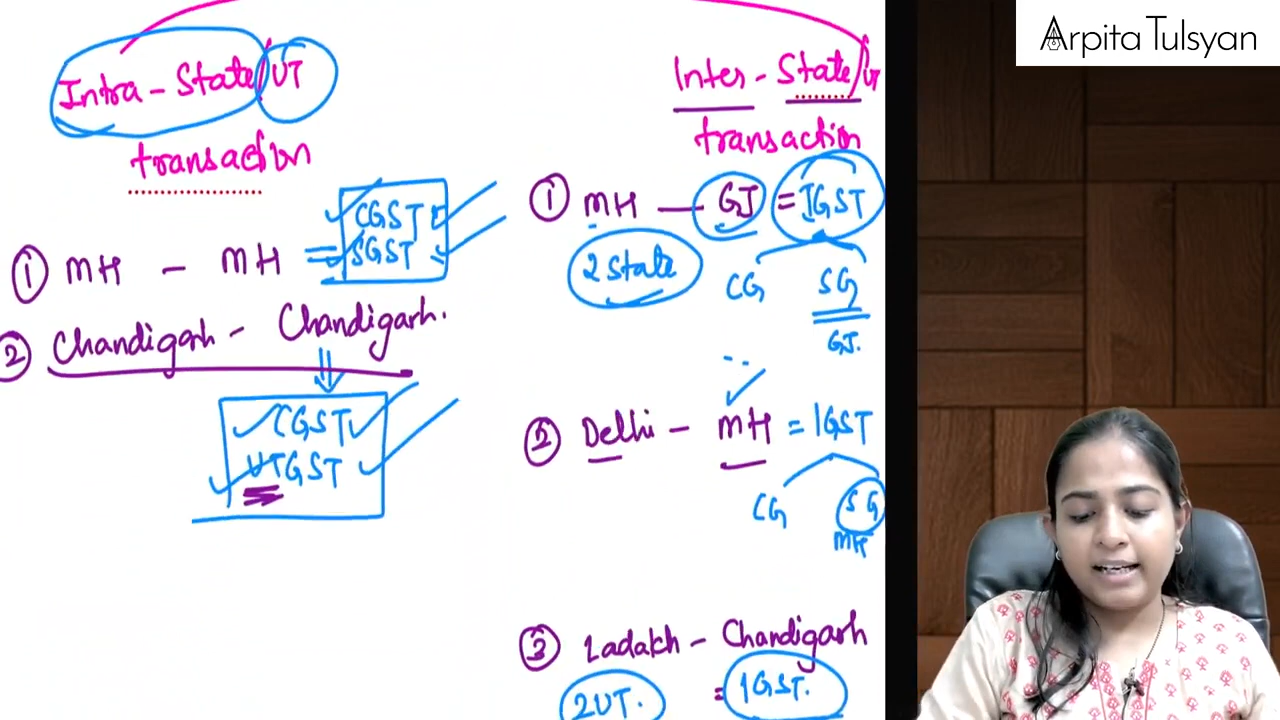 Arpita Tulsyan
Intra - State/UT
transaction
① MH - MH = CGST
SGST
② Chandigarh - Chandigarh.
CGST
UTGST
Inter - State/UT
transaction
① MH — GJ = IGST
2 State
CG SG
GJ.
② Delhi - MH = IGST
CG SG
MH
③ Ladakh - Chandigarh
2UT. = IGST.